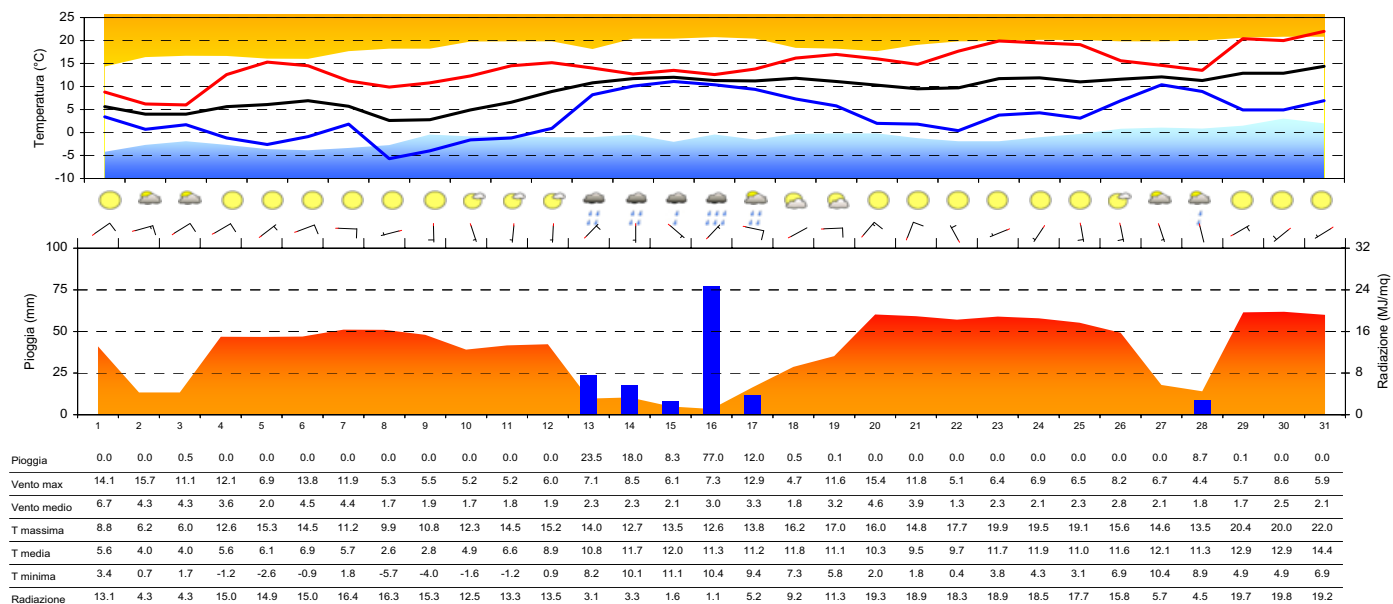 25
20
15
10
5
0
-5
-10
Temperatura (°C)
100
75
50
25
0
Pioggia (mm)
32
24
16
8
0
Radiazione (MJ/mq)
1 2 3 4 5 6 7 8 9 10 11 12 13 14 15 16 17 18 19 20 21 22 23 24 25 26 27 28 29 30 31
Pioggia 0.0 0.0 0.5 0.0 0.0 0.0 0.0 0.0 0.0 0.0 0.0 0.0 23.5 18.0 8.3 77.0 12.0 0.5 0.1 0.0 0.0 0.0 0.0 0.0 0.0 0.0 0.0 8.7 0.1 0.0 0.0
Vento max 14.1 15.7 11.1 12.1 6.9 13.8 11.9 5.3 5.5 5.2 5.2 6.0 7.1 8.5 6.1 7.3 12.9 4.7 11.6 15.4 11.8 5.1 6.4 6.9 6.5 8.2 6.7 4.4 5.7 8.6 5.9
Vento medio 6.7 4.3 4.3 3.6 2.0 4.5 4.4 1.7 1.9 1.7 1.8 1.9 2.3 2.3 2.1 3.0 3.3 1.8 3.2 4.6 3.9 1.3 2.3 2.1 2.3 2.8 2.1 1.8 1.7 2.5 2.1
T massima 8.8 6.2 6.0 12.6 15.3 14.5 11.2 9.9 10.8 12.3 14.5 15.2 14.0 12.7 13.5 12.6 13.8 16.2 17.0 16.0 14.8 17.7 19.9 19.5 19.1 15.6 14.6 13.5 20.4 20.0 22.0
T media 5.6 4.0 4.0 5.6 6.1 6.9 5.7 2.6 2.8 4.9 6.6 8.9 10.8 11.7 12.0 11.3 11.2 11.8 11.1 10.3 9.5 9.7 11.7 11.9 11.0 11.6 12.1 11.3 12.9 12.9 14.4
T minima 3.4 0.7 1.7 -1.2 -2.6 -0.9 1.8 -5.7 -4.0 -1.6 -1.2 0.9 8.2 10.1 11.1 10.4 9.4 7.3 5.8 2.0 1.8 0.4 3.8 4.3 3.1 6.9 10.4 8.9 4.9 4.9 6.9
Radiazione 13.1 4.3 4.3 15.0 14.9 15.0 16.4 16.3 15.3 12.5 13.3 13.5 3.1 3.3 1.6 1.1 5.2 9.2 11.3 19.3 18.9 18.3 18.9 18.5 17.7 15.8 5.7 4.5 19.7 19.8 19.2